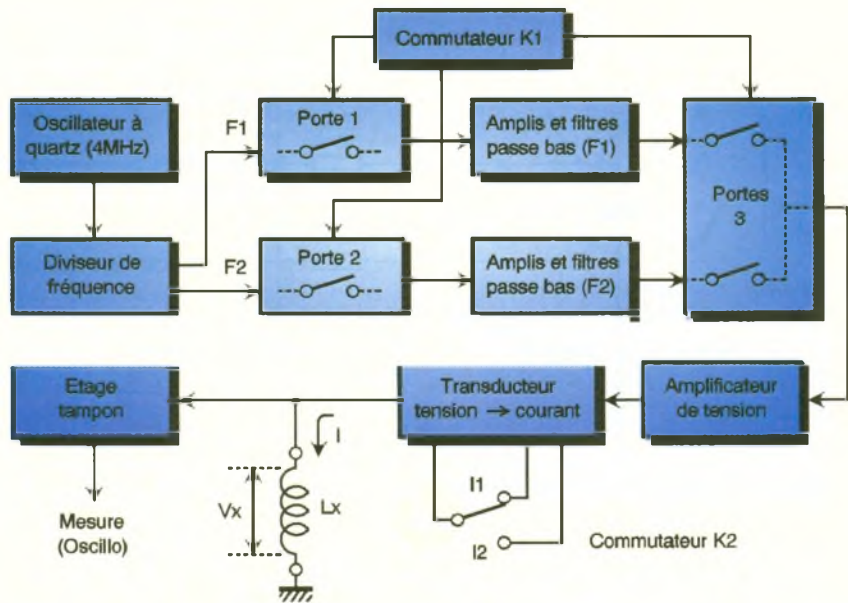 Commutateur K1
Oscillateur à
quartz (4MHz)
F1
Porte 1
Amplis et filtres
passe bas (F1)
Portes
3
Diviseur de
fréquence
F2
Porte 2
Amplis et filtres
passe bas (F2)
Etage
tampon
Transducteur
tension → courant
Amplificateur
de tension
I
Vx
Lx
I1
I2
Mesure
(Oscillo)
Commutateur K2